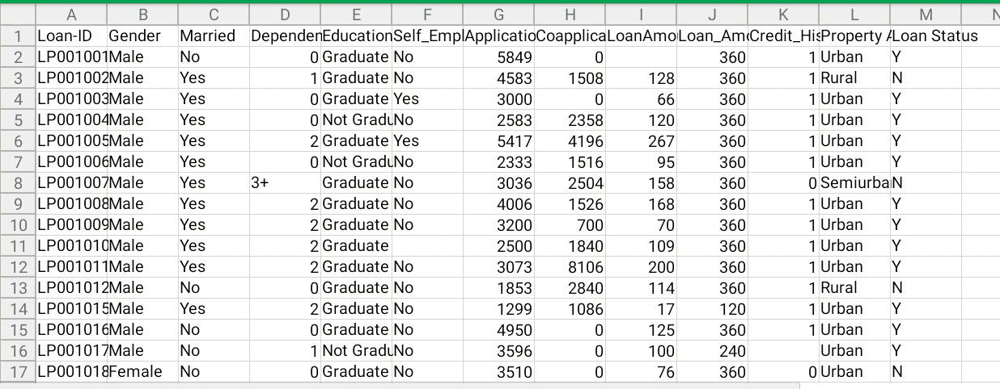 A B C D E F G H I J K L M N
1 Loan-ID Gender Married Dependen Education Self_Empl Applicatio Coapplica LoanAmo Loan_Amo Credit_His Property A Loan Status
2 LP001001 Male No 0 Graduate No 5849 0 360 1 Urban Y
3 LP001002 Male Yes 1 Graduate No 4583 1508 128 360 1 Rural N
4 LP001003 Male Yes 0 Graduate Yes 3000 0 66 360 1 Urban Y
5 LP001004 Male Yes 0 Not Gradu No 2583 2358 120 360 1 Urban Y
6 LP001005 Male Yes 2 Graduate Yes 5417 4196 267 360 1 Urban Y
7 LP001006 Male Yes 0 Not Gradu No 2333 1516 95 360 1 Urban Y
8 LP001007 Male Yes 3+ Graduate No 3036 2504 158 360 0 Semiurba N
9 LP001008 Male Yes 2 Graduate No 4006 1526 168 360 1 Urban Y
10 LP001009 Male Yes 2 Graduate No 3200 700 70 360 1 Urban Y
11 LP001010 Male Yes 2 Graduate 2500 1840 109 360 1 Urban Y
12 LP001011 Male Yes 2 Graduate No 3073 8106 200 360 1 Urban Y
13 LP001012 Male No 0 Graduate No 1853 2840 114 360 1 Rural N
14 LP001015 Male Yes 2 Graduate No 1299 1086 17 120 1 Urban Y
15 LP001016 Male No 0 Graduate No 4950 0 125 360 1 Urban Y
16 LP001017 Male No 1 Not Gradu No 3596 0 100 240 Urban Y
17 LP001018 Female No 0 Graduate No 3510 0 76 360 0 Urban N